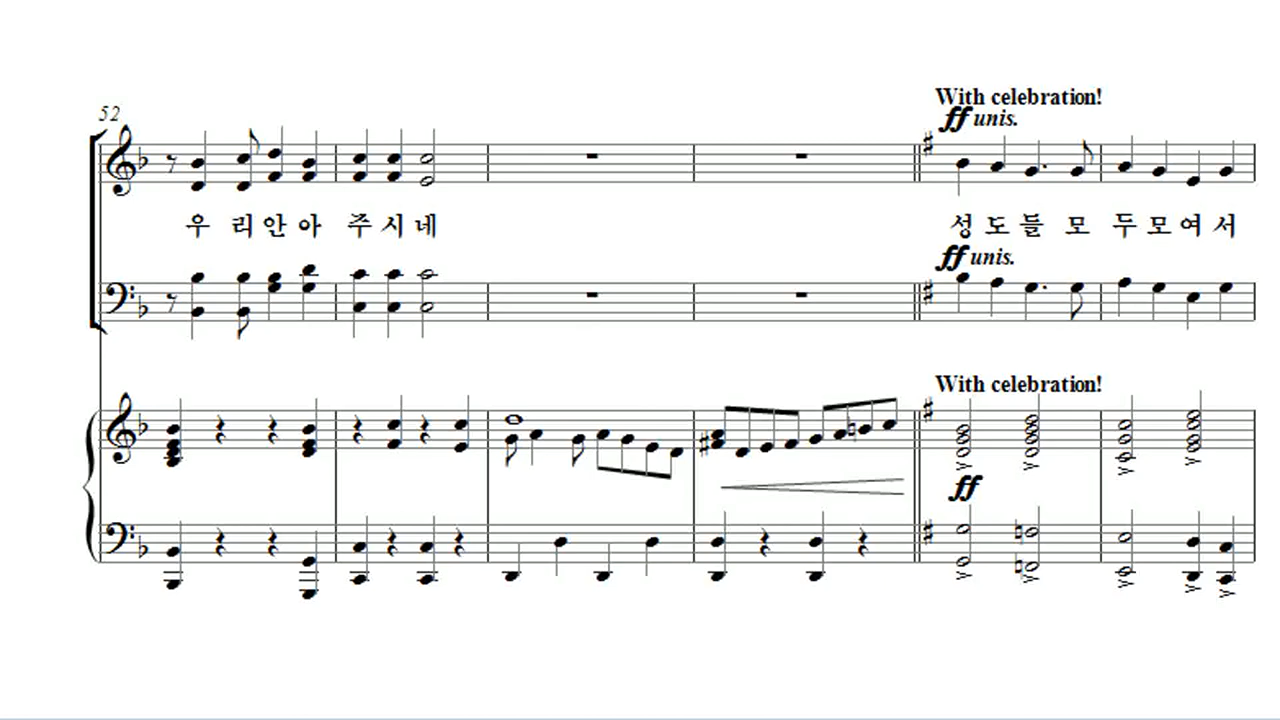 52
With celebration!
ff unis.
우 리 안 아 주 시 네 성 도 들 모 두 모 여 서
ff unis.
With celebration!
ff